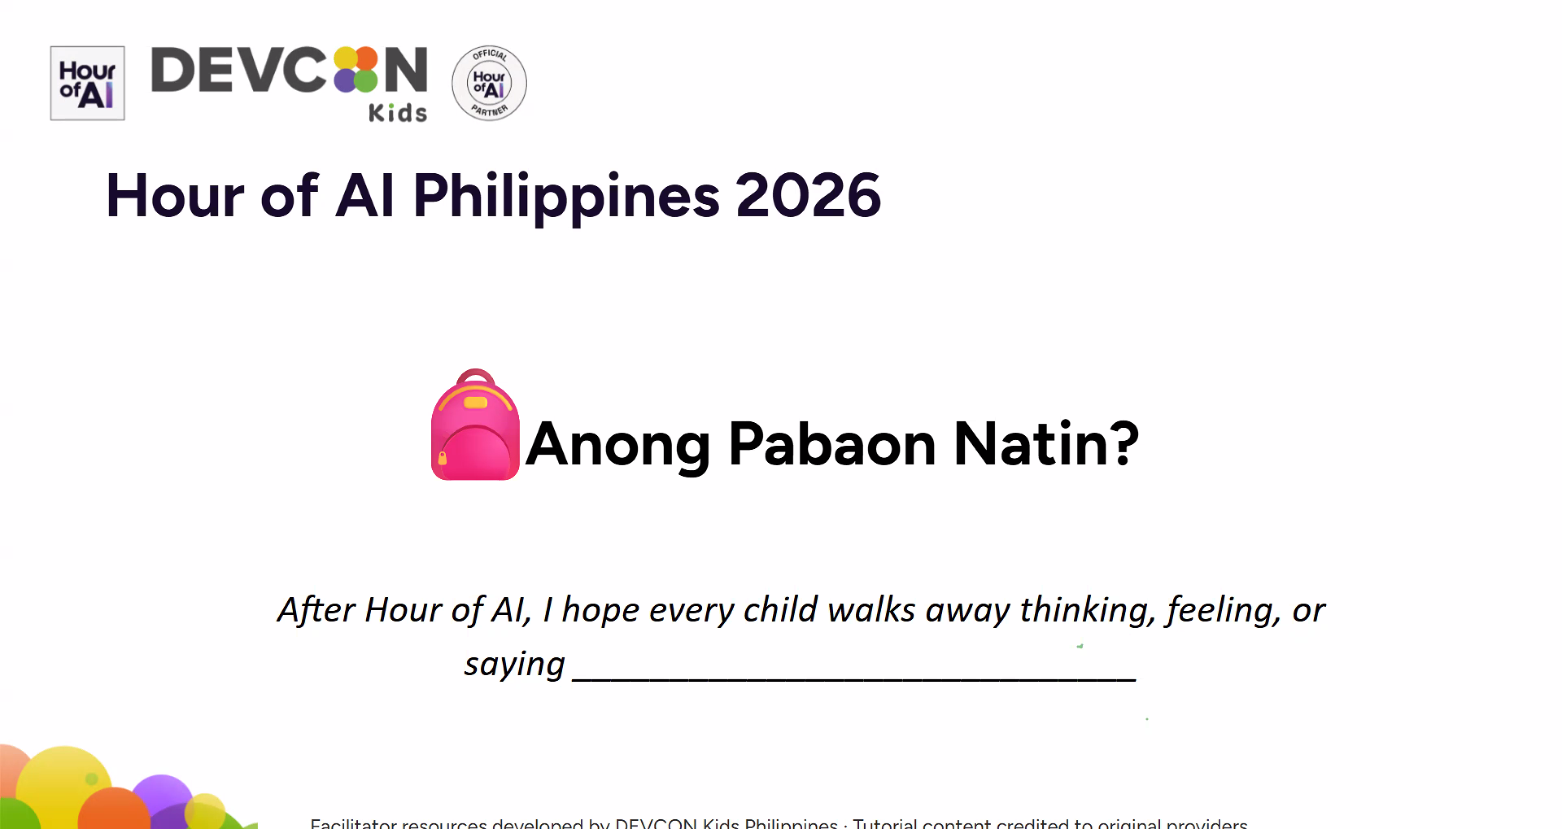 Hour
of AI
DEVCON
Kids
OFFICIAL
Hour
of AI
PARTNER
Hour of AI Philippines 2026
Anong Pabaon Natin?
After Hour of AI, I hope every child walks away thinking, feeling, or
saying ______________________________
Facilitator resources developed by DEVCON Kids Philippines · Tutorial content credited to original providers